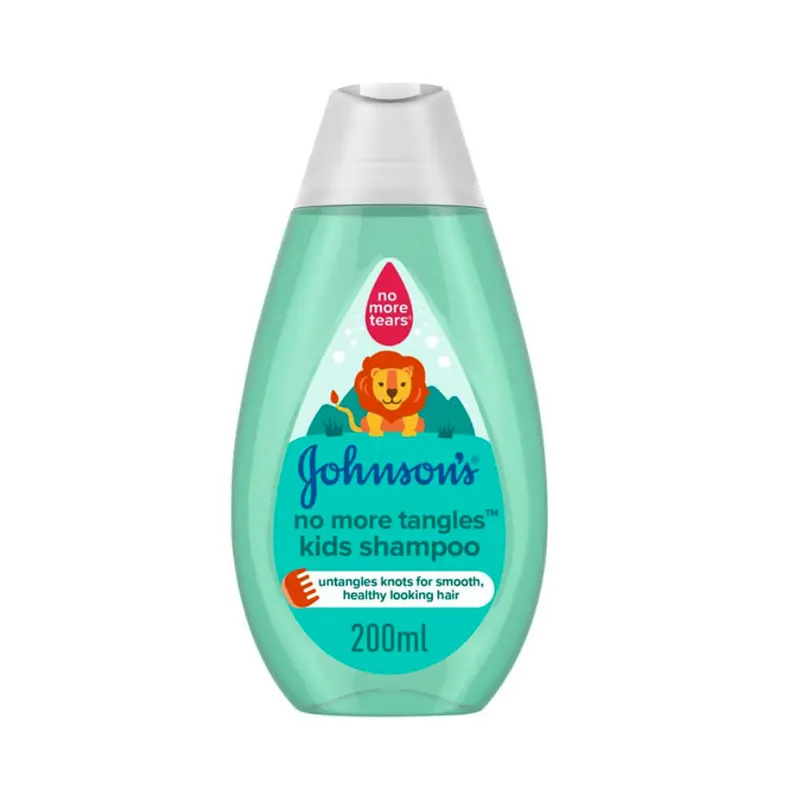 no
more
tears®
Johnson's®
no more tangles™
kids shampoo
untangles knots for smooth,
healthy looking hair
200ml